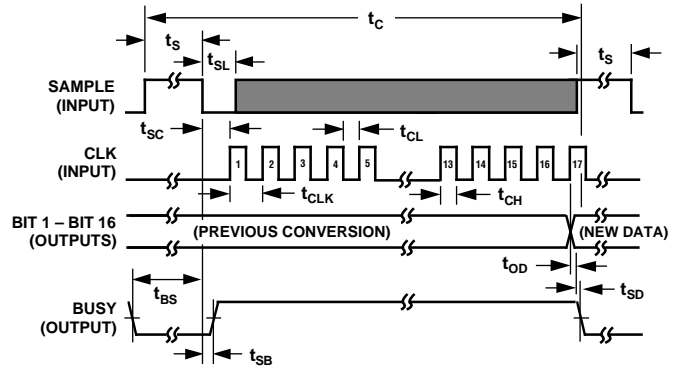 tC
tS
tSL
tS
SAMPLE
(INPUT)
tSC
tCL
CLK
(INPUT)
1 2 3 4 5 13 14 15 16 17
tCLK
tCH
BIT 1 – BIT 16
(OUTPUTS)
(PREVIOUS CONVERSION)
(NEW DATA)
tOD
tBS
tSD
BUSY
(OUTPUT)
tSB